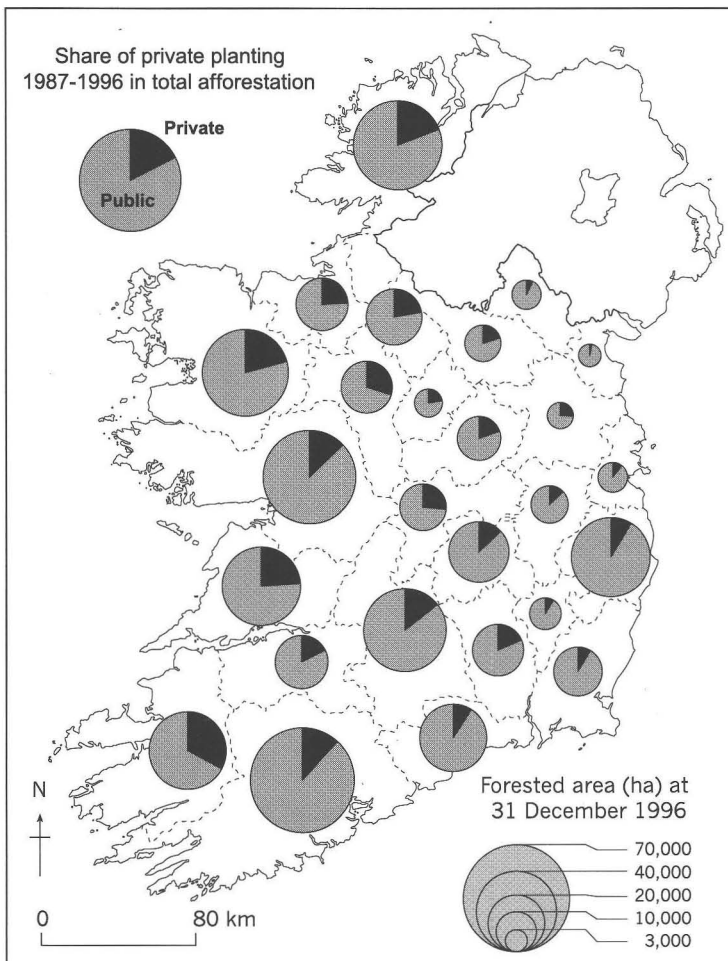 Share of private planting
1987-1996 in total afforestation
Private
Public
Forested area (ha) at
31 December 1996
70,000
40,000
20,000
10,000
3,000
N
0 80 km